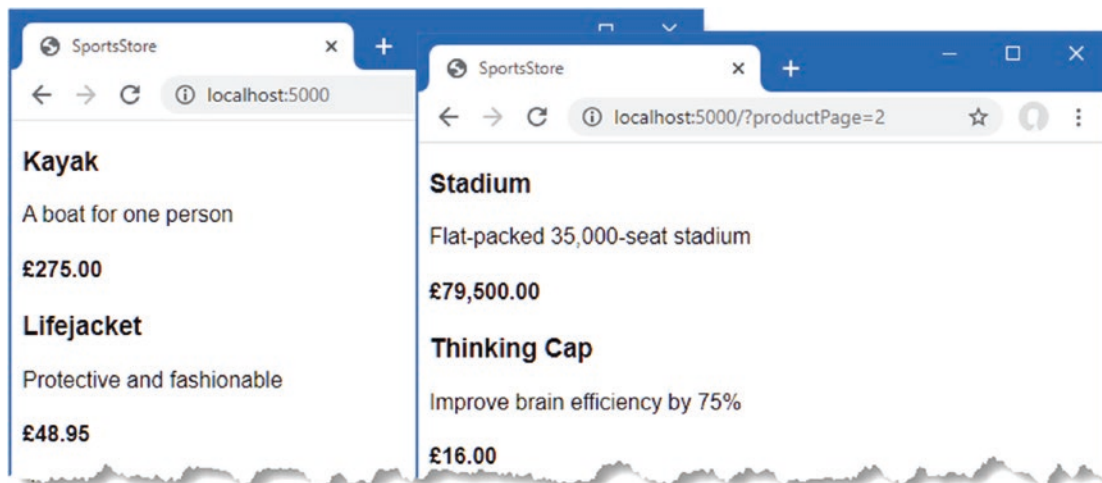 SportsStore
localhost:5000
Kayak
A boat for one person
£275.00
Lifejacket
Protective and fashionable
£48.95
SportsStore
localhost:5000/?productPage=2
Stadium
Flat-packed 35,000-seat stadium
£79,500.00
Thinking Cap
Improve brain efficiency by 75%
£16.00